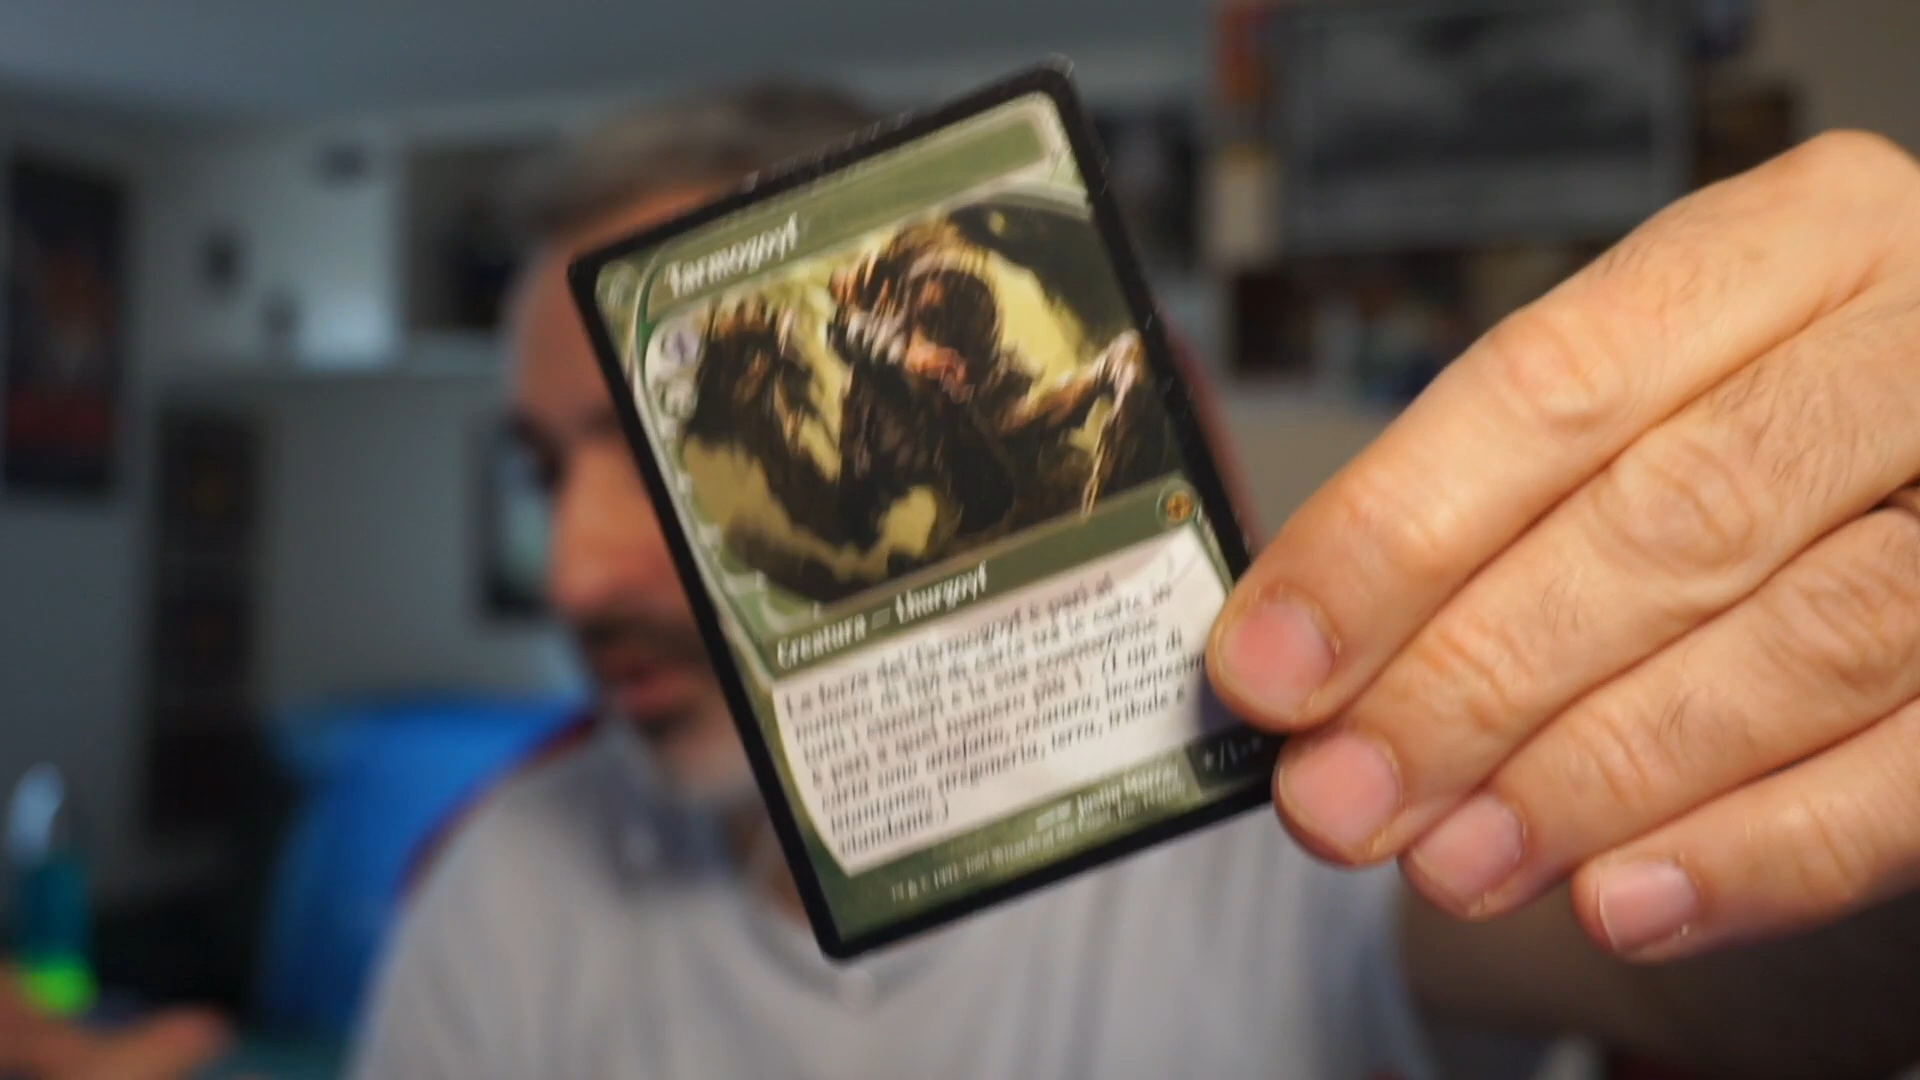 Tarmogoyf
Creatura — Lhurgoyf
La forza del Tarmogoyf è pari al
numero di tipi di carta tra le carte in
tutti i cimiteri e la sua costituzione
è pari a quel numero più 1. (I tipi di
carta sono artefatto, creatura, incantesimo,
istantaneo, stregoneria, terra, tribale e
viandante.)
Justin Murray
*/1+*